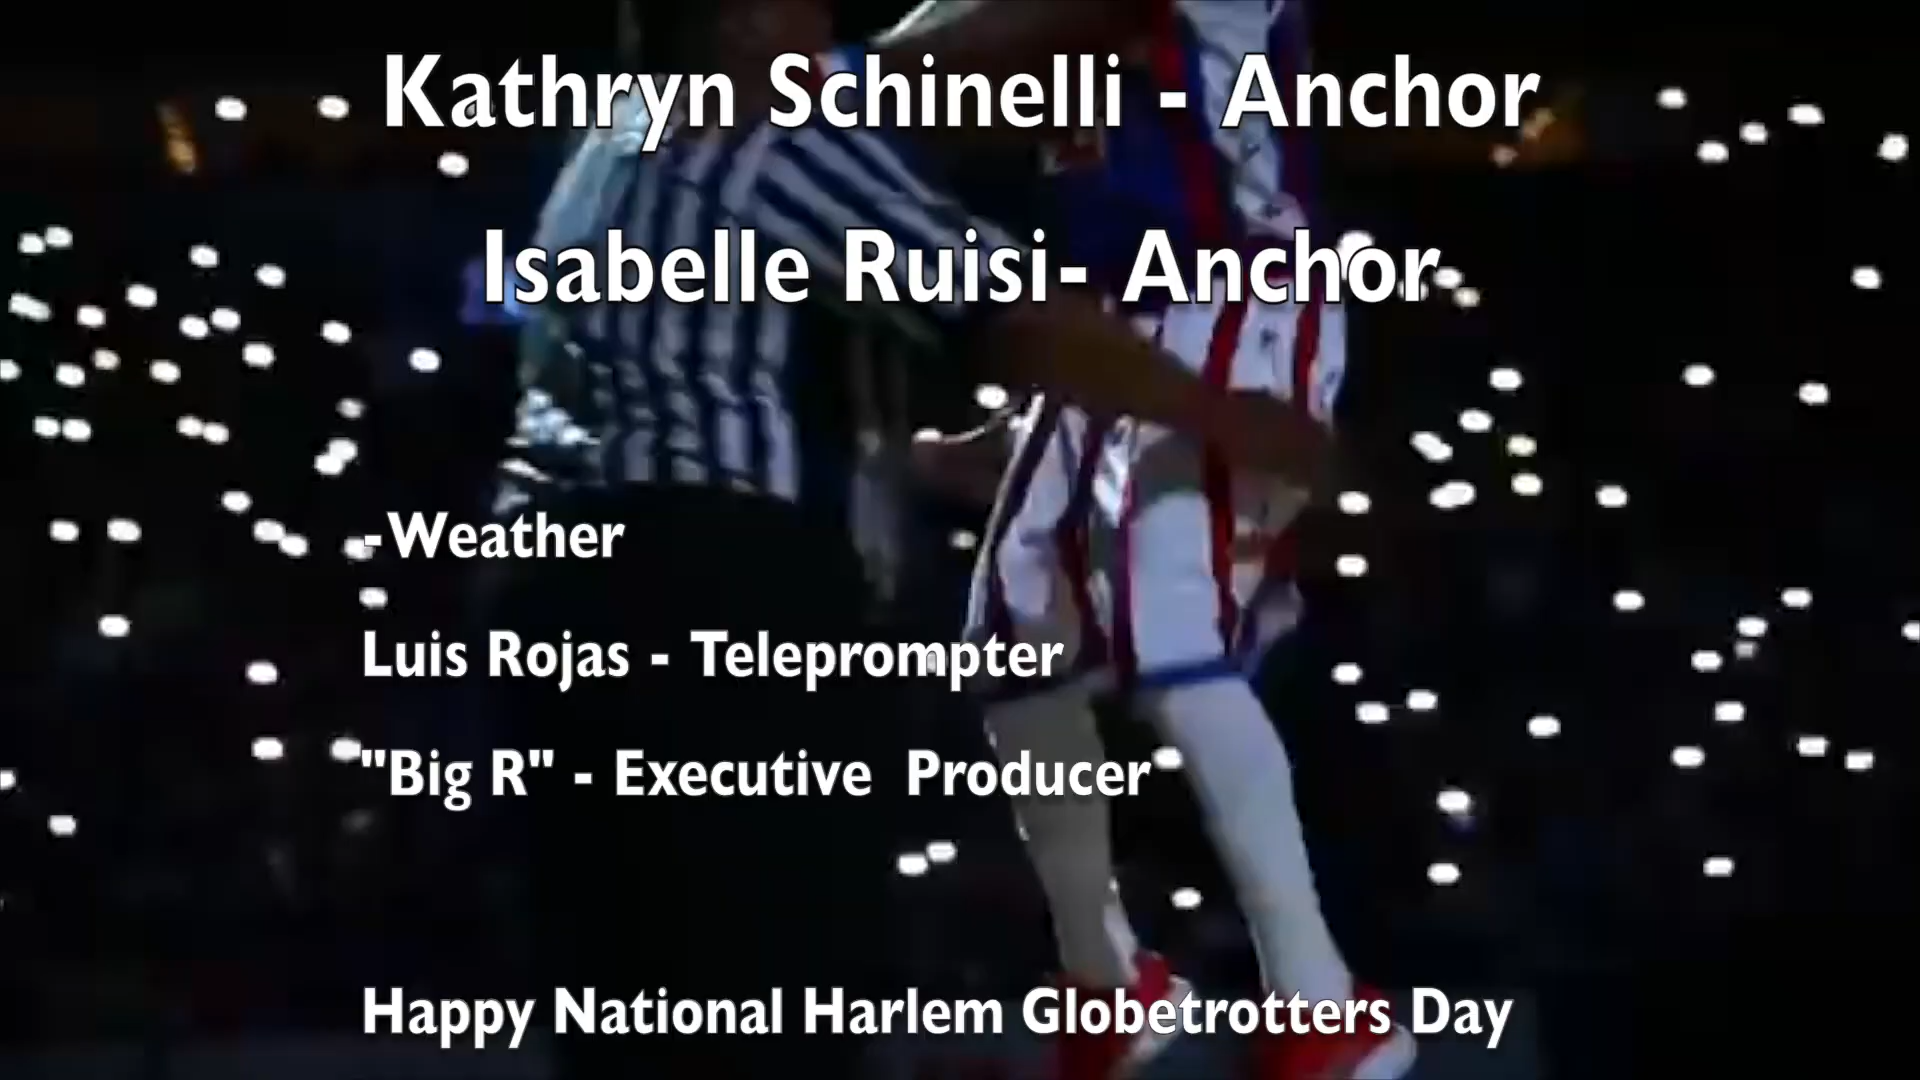 Kathryn Schinelli - Anchor
Isabelle Ruisi- Anchor
-Weather
Luis Rojas - Teleprompter
"Big R" - Executive  Producer
Happy National Harlem Globetrotters Day